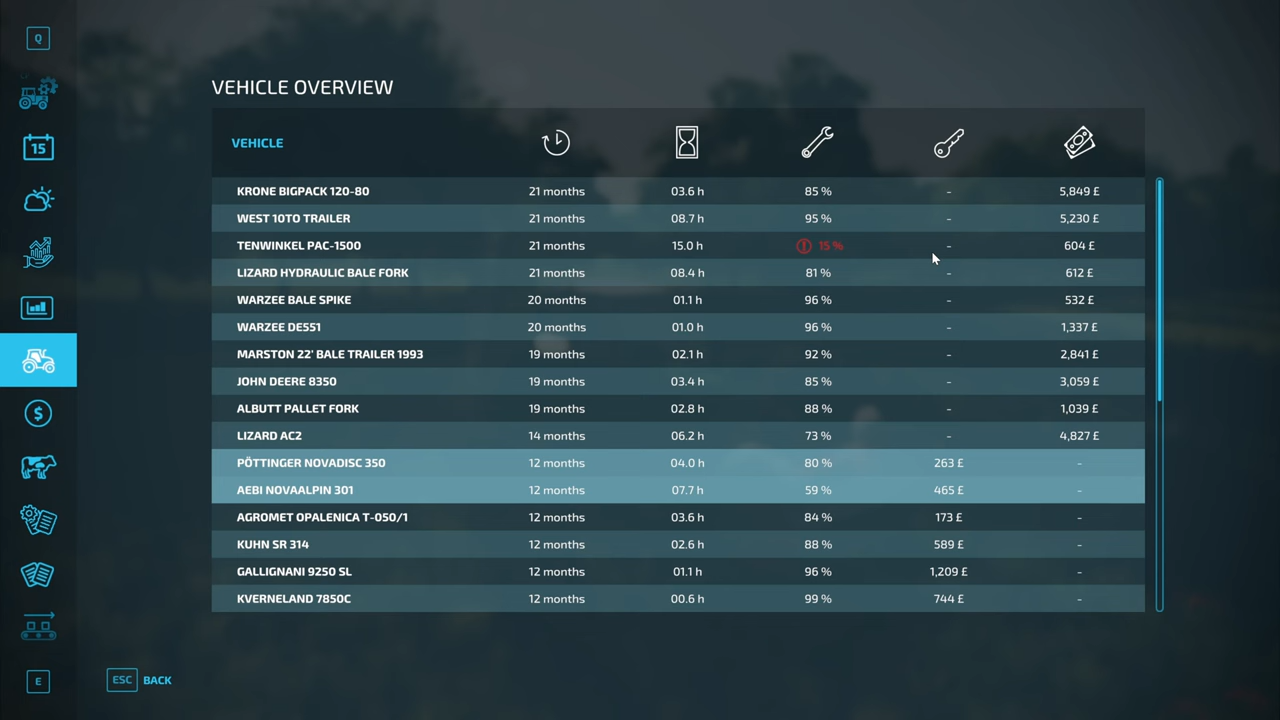 Q
VEHICLE OVERVIEW
VEHICLE
15
KRONE BIGPACK 120-80 21 months 03.6 h 85 % - 5,849 £
WEST 10TO TRAILER 21 months 08.7 h 95 % - 5,230 £
TENWINKEL PAC-1500 21 months 15.0 h 15 % - 604 £
LIZARD HYDRAULIC BALE FORK 21 months 08.4 h 81 % - 612 £
WARZEE BALE SPIKE 20 months 01.1 h 96 % - 532 £
WARZEE DE551 20 months 01.0 h 96 % - 1,337 £
MARSTON 22' BALE TRAILER 1993 19 months 02.1 h 92 % - 2,841 £
JOHN DEERE 8350 19 months 03.4 h 85 % - 3,059 £
ALBUTT PALLET FORK 19 months 02.8 h 88 % - 1,039 £
LIZARD AC2 14 months 06.2 h 73 % - 4,827 £
PÖTTINGER NOVADISC 350 12 months 04.0 h 80 % 263 £ -
AEBI NOVAALPIN 301 12 months 07.7 h 59 % 465 £ -
AGROMET OPALENICA T-050/1 12 months 03.6 h 84 % 173 £ -
KUHN SR 314 12 months 02.6 h 88 % 589 £ -
GALLIGNANI 9250 SL 12 months 01.1 h 96 % 1,209 £ -
KVERNELAND 7850C 12 months 00.6 h 99 % 744 £ -
E
ESC BACK